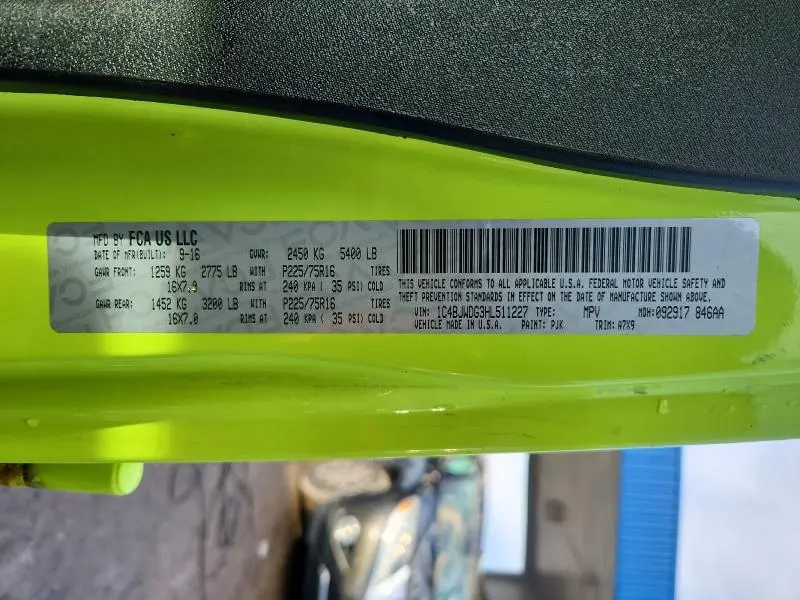 MFD BY FCA US LLC
DATE OF MFR(BUILT): 9-16 GVWR: 2450 KG 5400 LB
GAWR FRONT: 1259 KG 2775 LB WITH P225/75R16 TIRES
16X7.0 RIMS AT 240 KPA ( 35 PSI) COLD
GAWR REAR: 1452 KG 3200 LB WITH P225/75R16 TIRES
16X7.0 RIMS AT 240 KPA ( 35 PSI) COLD
THIS VEHICLE CONFORMS TO ALL APPLICABLE U.S.A. FEDERAL MOTOR VEHICLE SAFETY AND
THEFT PREVENTION STANDARDS IN EFFECT ON THE DATE OF MANUFACTURE SHOWN ABOVE.
VIN: 1C4BJWDG3HL511227 TYPE: MPV MDH:092917 846AA
VEHICLE MADE IN U.S.A. PAINT: PJK TRIM: A7X9